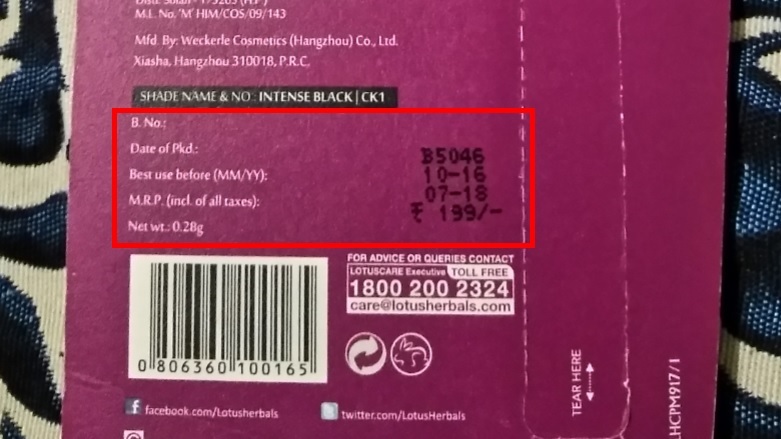 M.L. No. 'M' HIM/COS/09/143
Mfd. By: Weckerle Cosmetics (Hangzhou) Co., Ltd.
Xiasha, Hangzhou 310018, P.R.C.
SHADE NAME & NO : INTENSE BLACK | CK1
B. No.:
Date of Pkd.: B5046
Best use before (MM/YY): 10-16
M.R.P. (incl. of all taxes): 07-18
₹ 199/-
Net wt.: 0.28g
FOR ADVICE OR QUERIES CONTACT
LOTUSCARE Executive TOLL FREE
1800 200 2324
care@lotusherbals.com
0 806360 100165
facebook.com/Lotusherbals
twitter.com/LotusHerbals
TEAR HERE
HCPM917/1